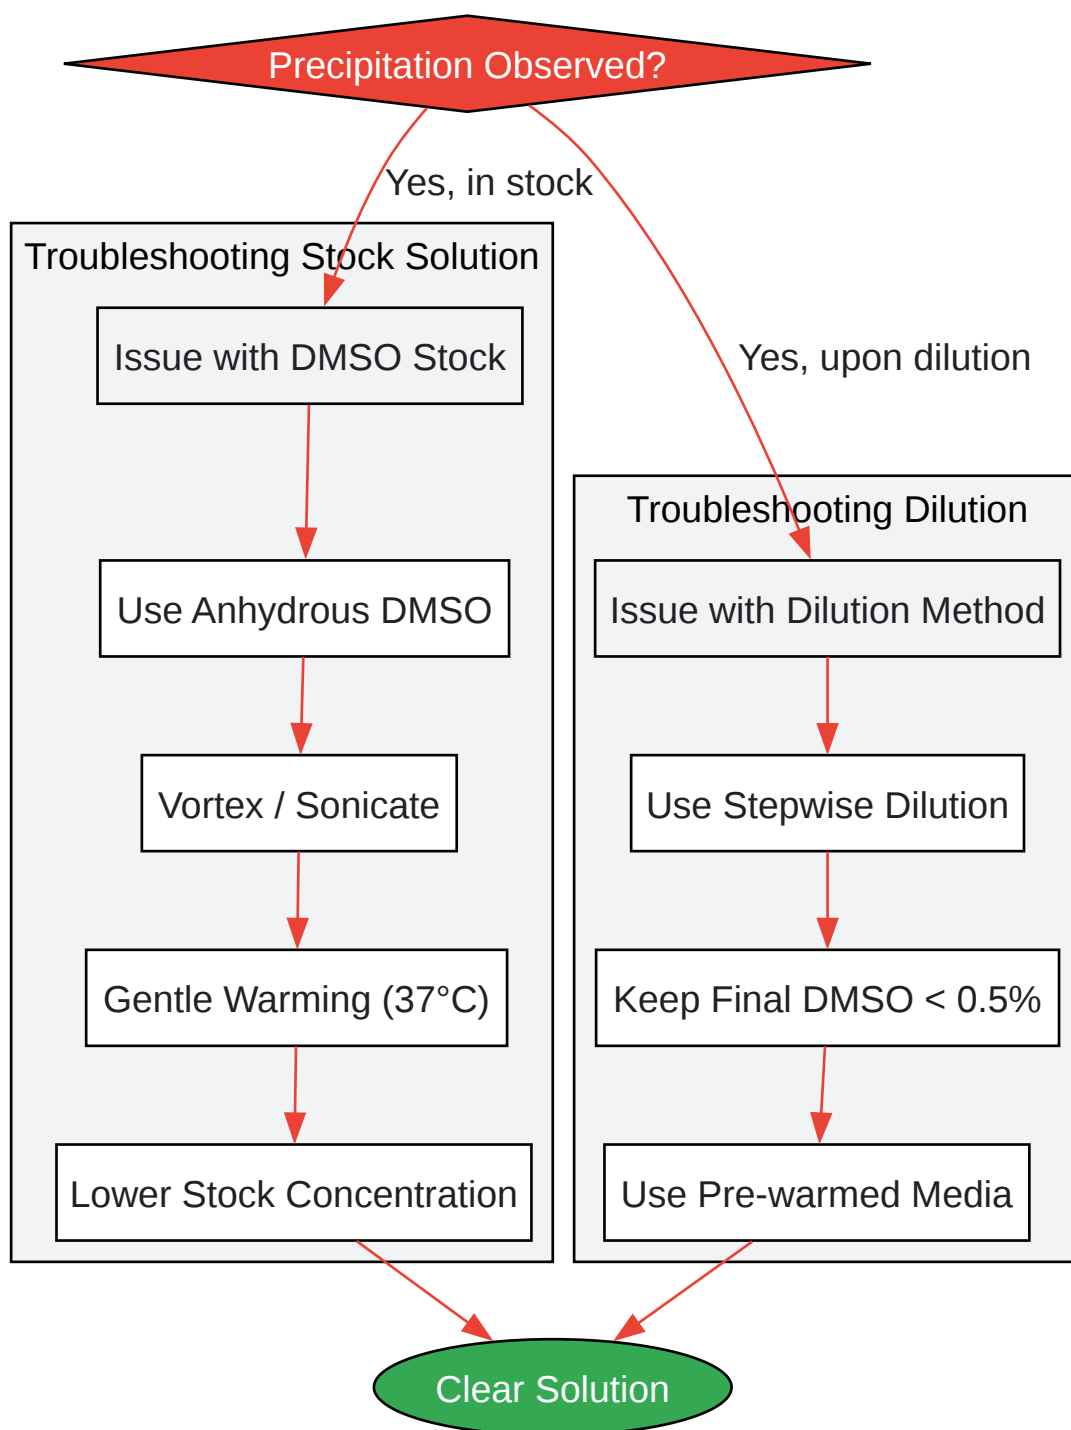 Precipitation Observed?
Yes, in stock
Troubleshooting Stock Solution
Issue with DMSO Stock
Use Anhydrous DMSO
Vortex / Sonicate
Gentle Warming (37°C)
Lower Stock Concentration
Yes, upon dilution
Troubleshooting Dilution
Issue with Dilution Method
Use Stepwise Dilution
Keep Final DMSO < 0.5%
Use Pre-warmed Media
Clear Solution